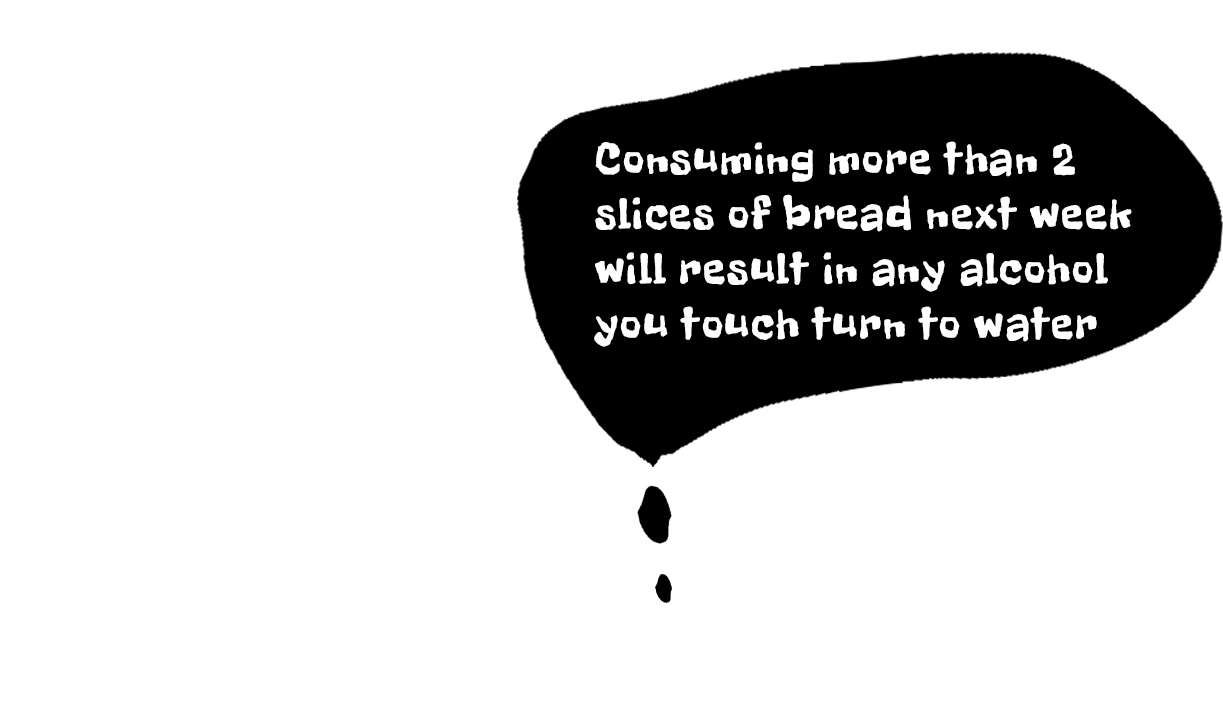 Consuming more than 2
slices of bread next week
will result in any alcohol
you touch turn to water